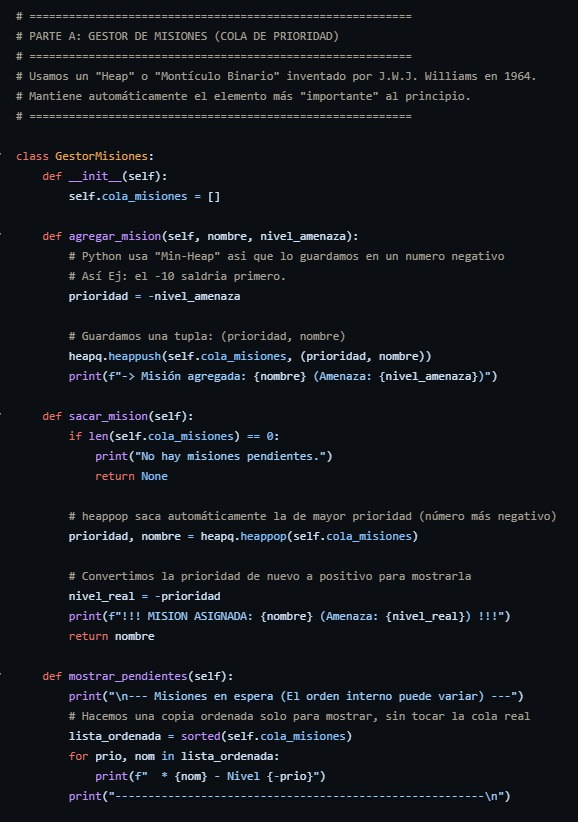 # ==========================================================
# PARTE A: GESTOR DE MISIONES (COLA DE PRIORIDAD)
# ==========================================================
# Usamos un "Heap" o "Montículo Binario" inventado por J.W.J. Williams en 1964.
# Mantiene automáticamente el elemento más "importante" al principio.
# ==========================================================

class GestorMisiones:
    def __init__(self):
        self.cola_misiones = []

    def agregar_mision(self, nombre, nivel_amenaza):
        # Python usa "Min-Heap" asi que lo guardamos en un numero negativo
        # Así Ej: el -10 saldria primero.
        prioridad = -nivel_amenaza

        # Guardamos una tupla: (prioridad, nombre)
        heapq.heappush(self.cola_misiones, (prioridad, nombre))
        print(f"-> Misión agregada: {nombre} (Amenaza: {nivel_amenaza})")

    def sacar_mision(self):
        if len(self.cola_misiones) == 0:
            print("No hay misiones pendientes.")
            return None

        # heappop saca automáticamente la de mayor prioridad (número más negativo)
        prioridad, nombre = heapq.heappop(self.cola_misiones)

        # Convertimos la prioridad de nuevo a positivo para mostrarla
        nivel_real = -prioridad
        print(f"!!! MISION ASIGNADA: {nombre} (Amenaza: {nivel_real}) !!!")
        return nombre

    def mostrar_pendientes(self):
        print("\n--- Misiones en espera (El orden interno puede variar) ---")
        # Hacemos una copia ordenada solo para mostrar, sin tocar la cola real
        lista_ordenada = sorted(self.cola_misiones)
        for prio, nom in lista_ordenada:
            print(f"  * {nom} - Nivel {-prio}")
        print("--------------------------------------------------------\n")